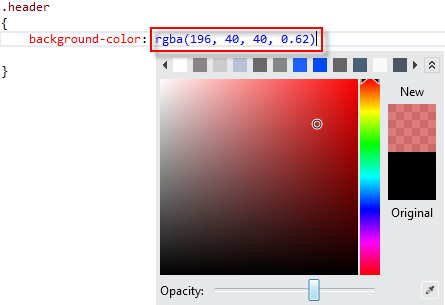 .header
{
background-color: rgba(196, 40, 40, 0.62)
}
New
Original
Opacity: